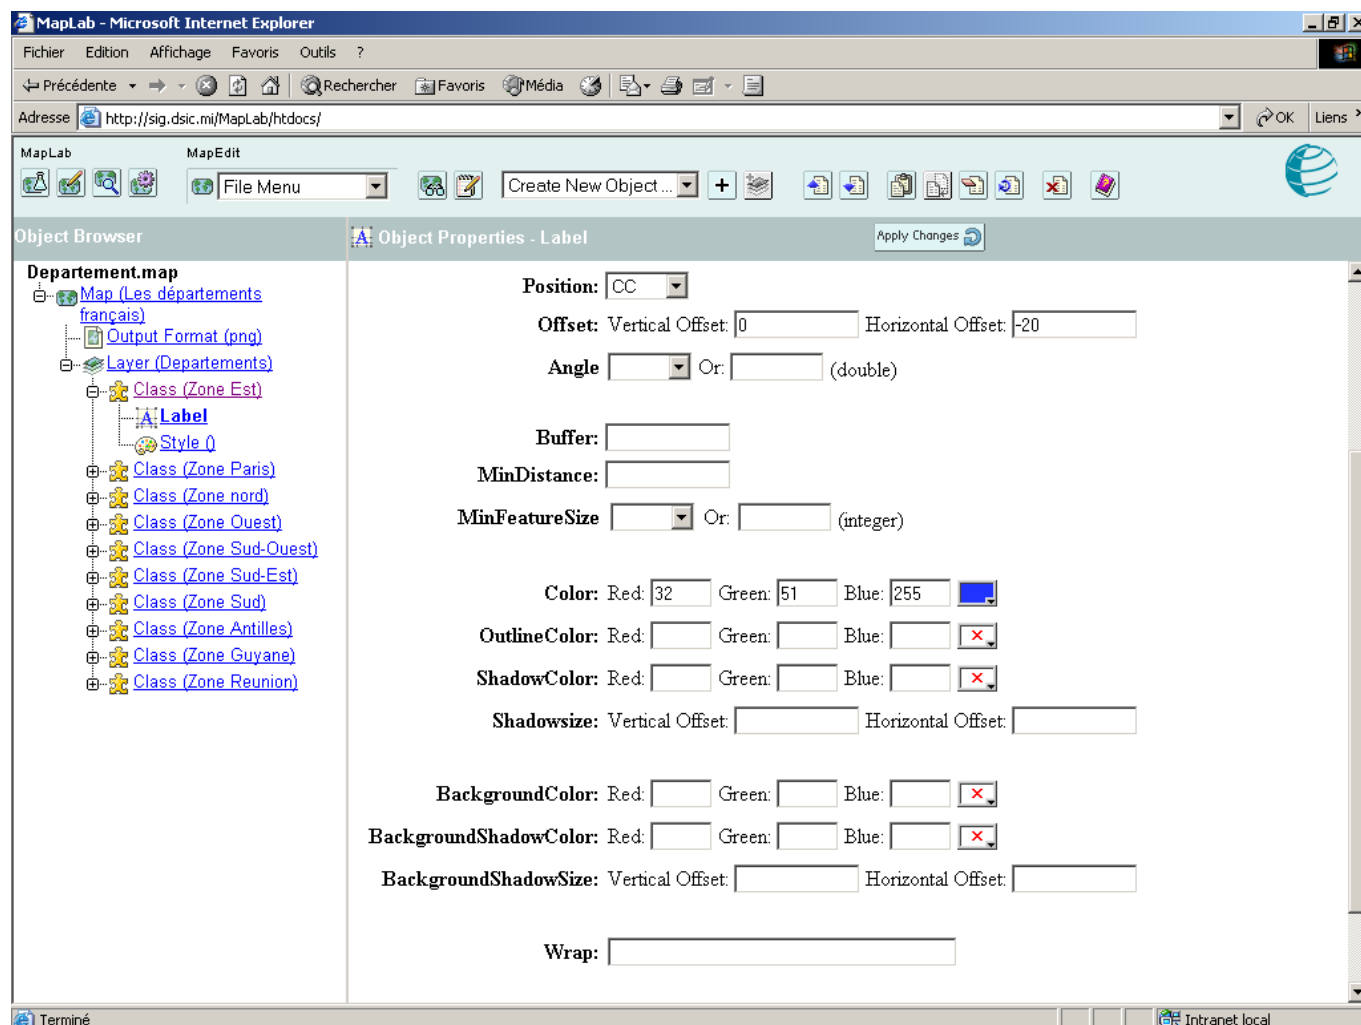 MapLab - Microsoft Internet Explorer
Fichier Edition Affichage Favoris Outils ?
Précédente Rechercher Favoris Média
Adresse http://sig.dsic.mi/MapLab/htdocs/ OK Liens
MapLab MapEdit
File Menu Create New Object ...
Object Browser Object Properties - Label Apply Changes
Departement.map
Map (Les départements
français)
Output Format (png)
Layer (Departements)
Class (Zone Est)
Label
Style ()
Class (Zone Paris)
Class (Zone nord)
Class (Zone Ouest)
Class (Zone Sud-Ouest)
Class (Zone Sud-Est)
Class (Zone Sud)
Class (Zone Antilles)
Class (Zone Guyane)
Class (Zone Reunion)
Position: CC
Offset: Vertical Offset: 0 Horizontal Offset: -20
Angle Or: (double)
Buffer:
MinDistance:
MinFeatureSize Or: (integer)
Color: Red: 32 Green: 51 Blue: 255
OutlineColor: Red: Green: Blue:
ShadowColor: Red: Green: Blue:
Shadowsize: Vertical Offset: Horizontal Offset:
BackgroundColor: Red: Green: Blue:
BackgroundShadowColor: Red: Green: Blue:
BackgroundShadowSize: Vertical Offset: Horizontal Offset:
Wrap:
Terminé Intranet local